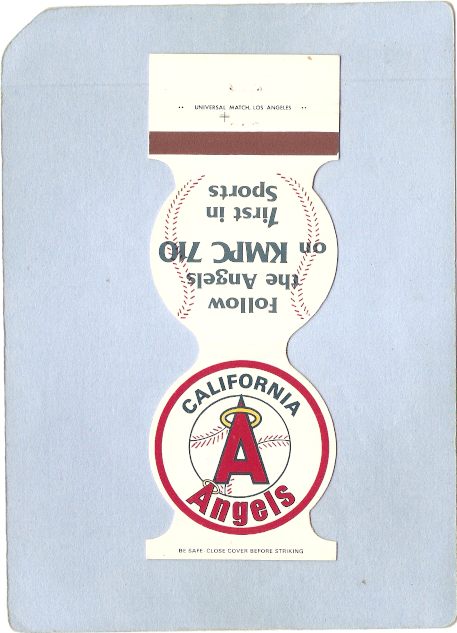 UNIVERSAL MATCH, LOS ANGELES
Follow
the Angels
on KMPC 710
First in
Sports
CALIFORNIA
A
Angels
BE SAFE. CLOSE COVER BEFORE STRIKING